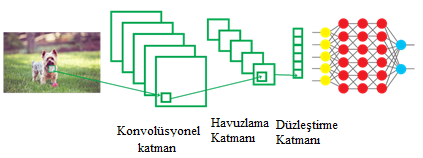 Konvolüsyonel
katman
Havuzlama
Katmanı
Düzleştirme
Katmanı